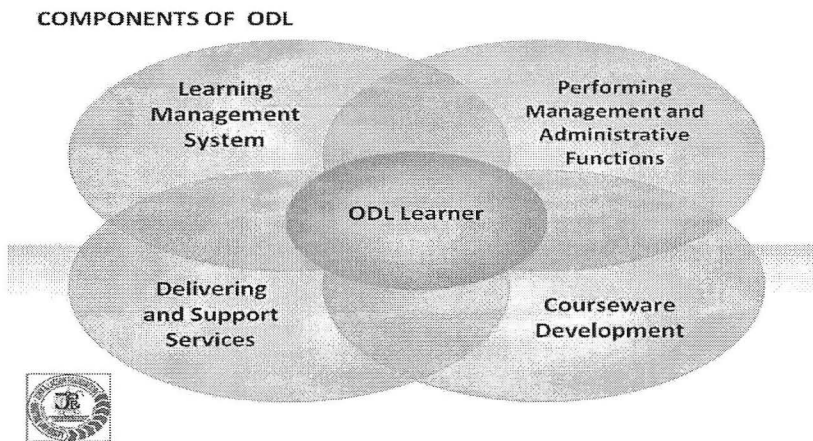 COMPONENTS OF ODL
Learning
Management
System
Performing
Management and
Administrative
Functions
ODL Learner
Delivering
and Support
Services
Courseware
Development